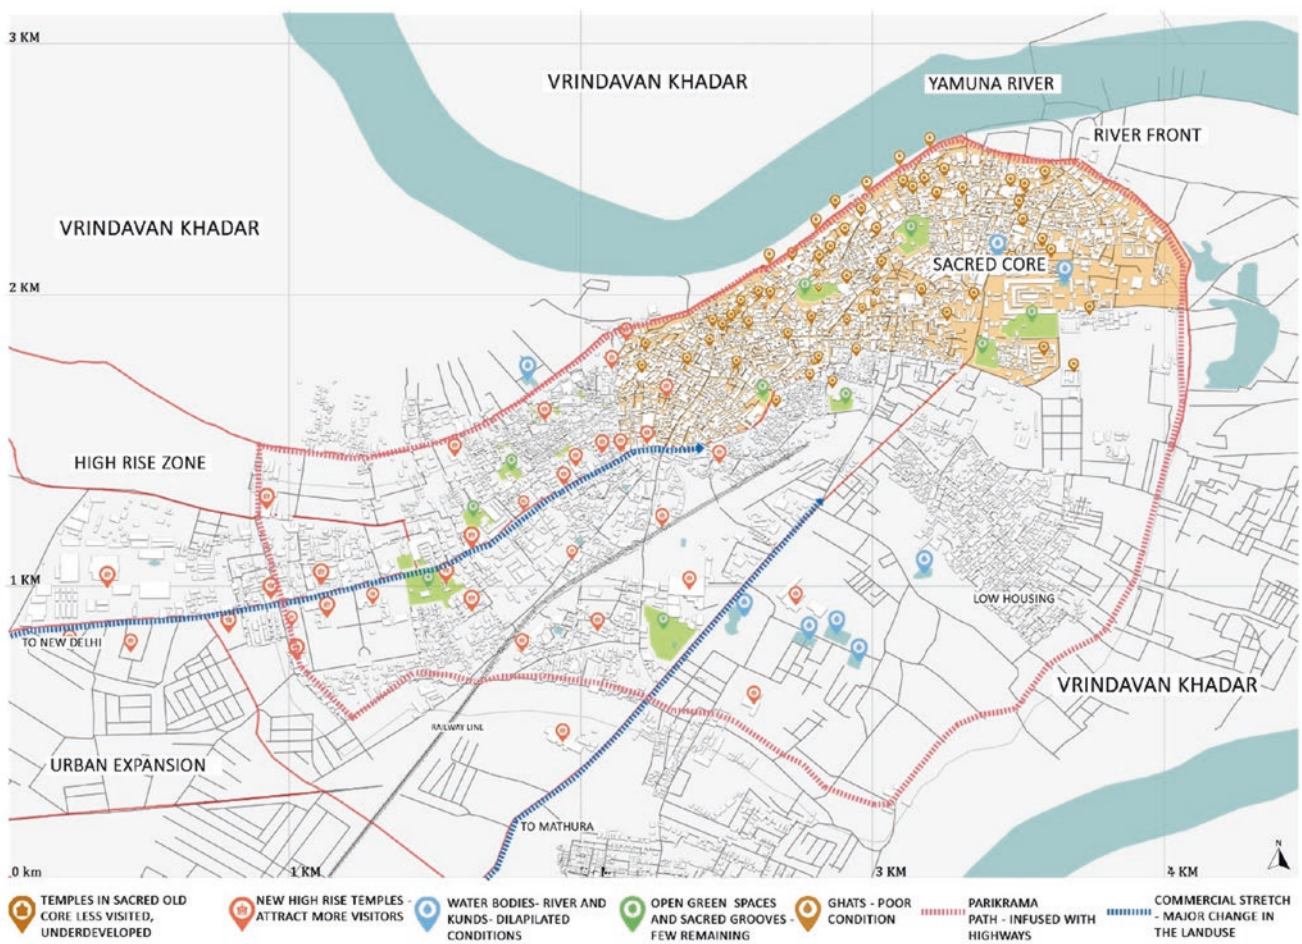 3 KM
VRINDAVAN KHADAR
YAMUNA RIVER
RIVER FRONT
VRINDAVAN KHADAR
SACRED CORE
2 KM
HIGH RISE ZONE
1 KM
LOW HOUSING
TO NEW DELHI
VRINDAVAN KHADAR
RAILWAY LINE
URBAN EXPANSION
TO MATHURA
N
0 km
1 KM
3 KM
4 KM
TEMPLES IN SACRED OLD
CORE LESS VISITED,
UNDERDEVELOPED
NEW HIGH RISE TEMPLES -
ATTRACT MORE VISITORS
WATER BODIES- RIVER AND
KUNDS- DILAPILATED
CONDITIONS
OPEN GREEN SPACES
AND SACRED GROOVES -
FEW REMAINING
GHATS - POOR
CONDITION
PARIKRAMA
PATH - INFUSED WITH
HIGHWAYS
COMMERCIAL STRETCH
- MAJOR CHANGE IN
THE LANDUSE